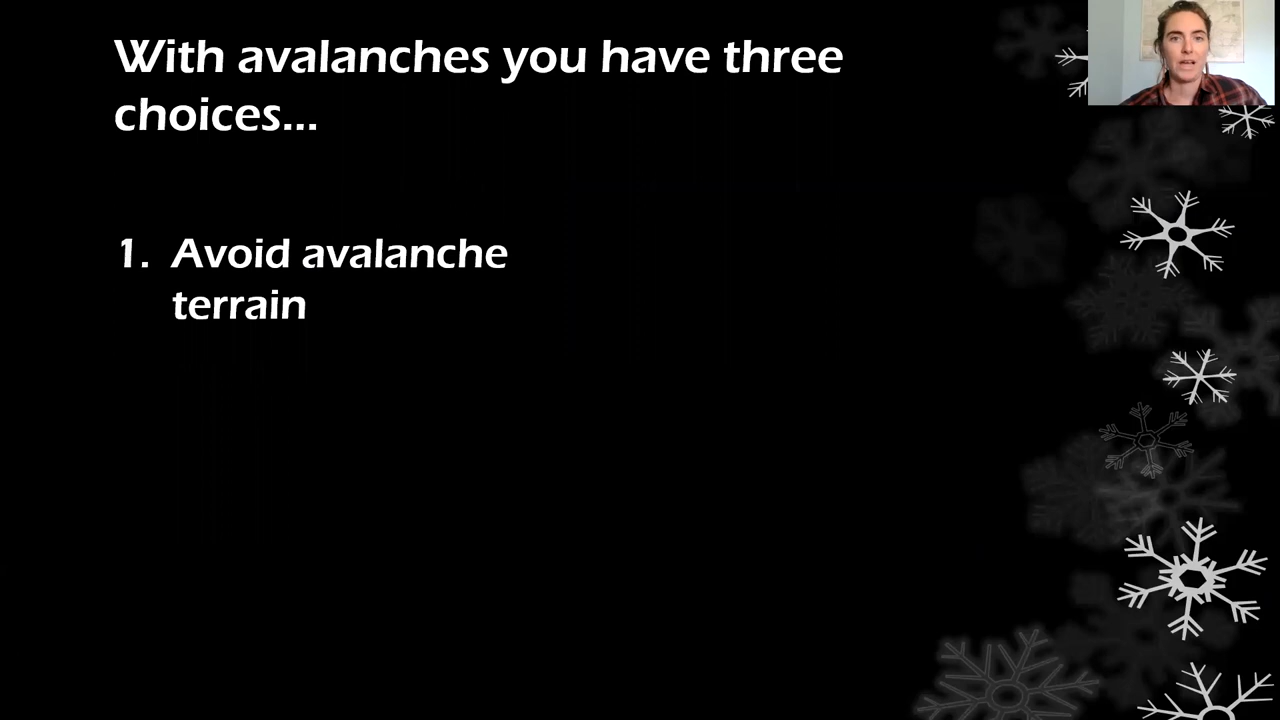 With avalanches you have three
choices...
1. Avoid avalanche
terrain